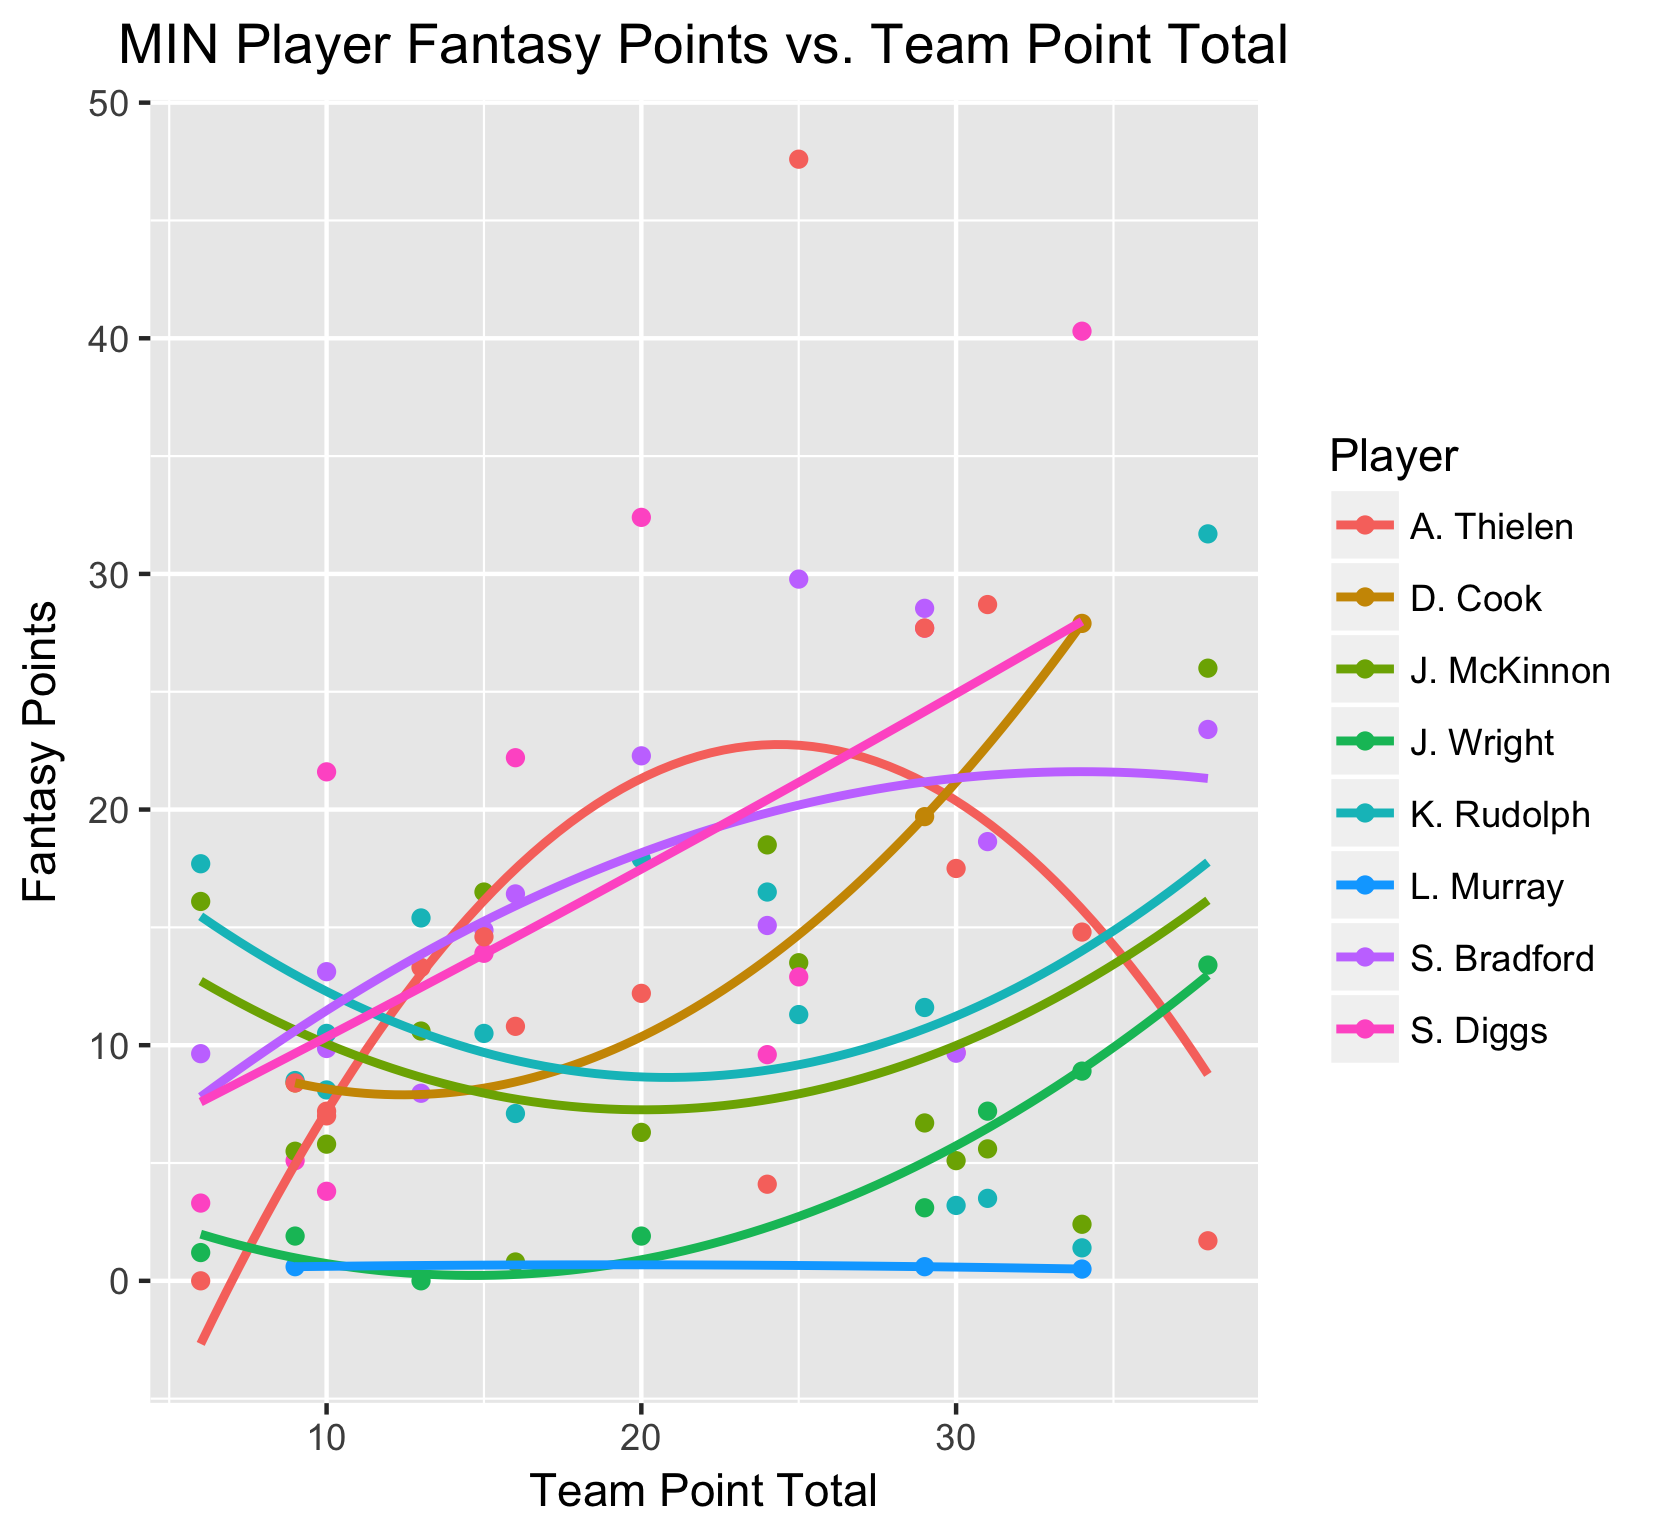 MIN Player Fantasy Points vs. Team Point Total
50
40
30
20
10
0
Fantasy Points
10
20
30
Team Point Total
Player
A. Thielen
D. Cook
J. McKinnon
J. Wright
K. Rudolph
L. Murray
S. Bradford
S. Diggs